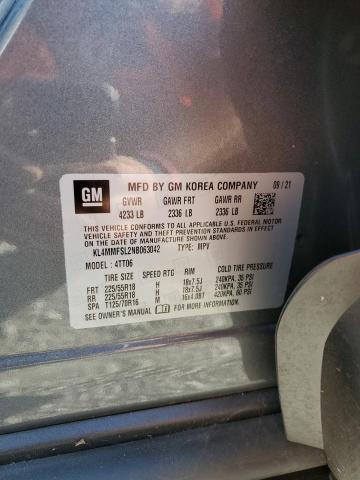 GM
MFD BY GM KOREA COMPANY 09 / 21
GVWR GAWR FRT GAWR RR
4233 LB 2336 LB 2336 LB
THIS VEHICLE CONFORMS TO ALL APPLICABLE U.S. FEDERAL MOTOR
VEHICLE SAFETY, BUMPER, AND THEFT PREVENTION STANDARDS IN
EFFECT ON THE DATE OF MANUFACTURE SHOWN ABOVE.
KL4MMFSL2NB063042 TYPE: MPV
MODEL : 4TT06
TIRE SIZE SPEED RTG RIM COLD TIRE PRESSURE
FRT 225/55R18 H 18x7.5J 240KPA, 35 PSI
RR 225/55R18 H 18x7.5J 240KPA, 35 PSI
SPA T125/70R16 M 16x4.0BT 420KPA, 60 PSI
SEE OWNER'S MANUAL